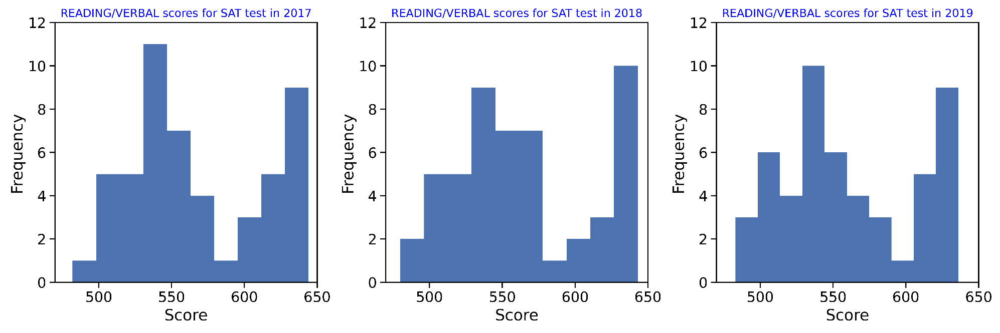 READING/VERBAL scores for SAT test in 2017
12
10
8
6
4
2
0
Frequency
500 550 600 650
Score
READING/VERBAL scores for SAT test in 2018
12
10
8
6
4
2
0
Frequency
500 550 600 650
Score
READING/VERBAL scores for SAT test in 2019
12
10
8
6
4
2
0
Frequency
500 550 600 650
Score